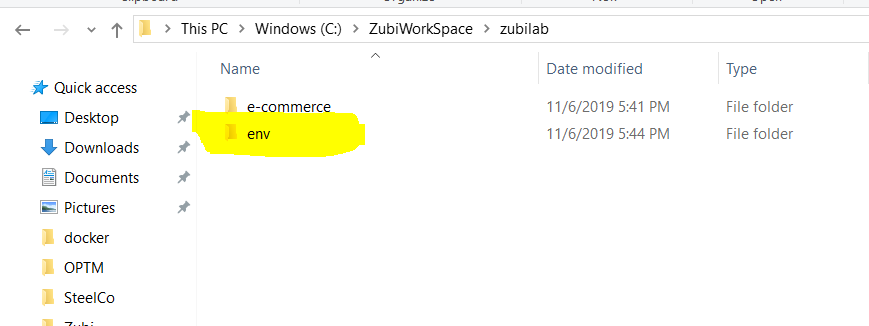 This PC > Windows (C:) > ZubiWorkSpace > zubilab
Name Date modified Type
Quick access
e-commerce 11/6/2019 5:41 PM File folder
Desktop
env 11/6/2019 5:44 PM File folder
Downloads
Documents
Pictures
docker
OPTM
SteelCo